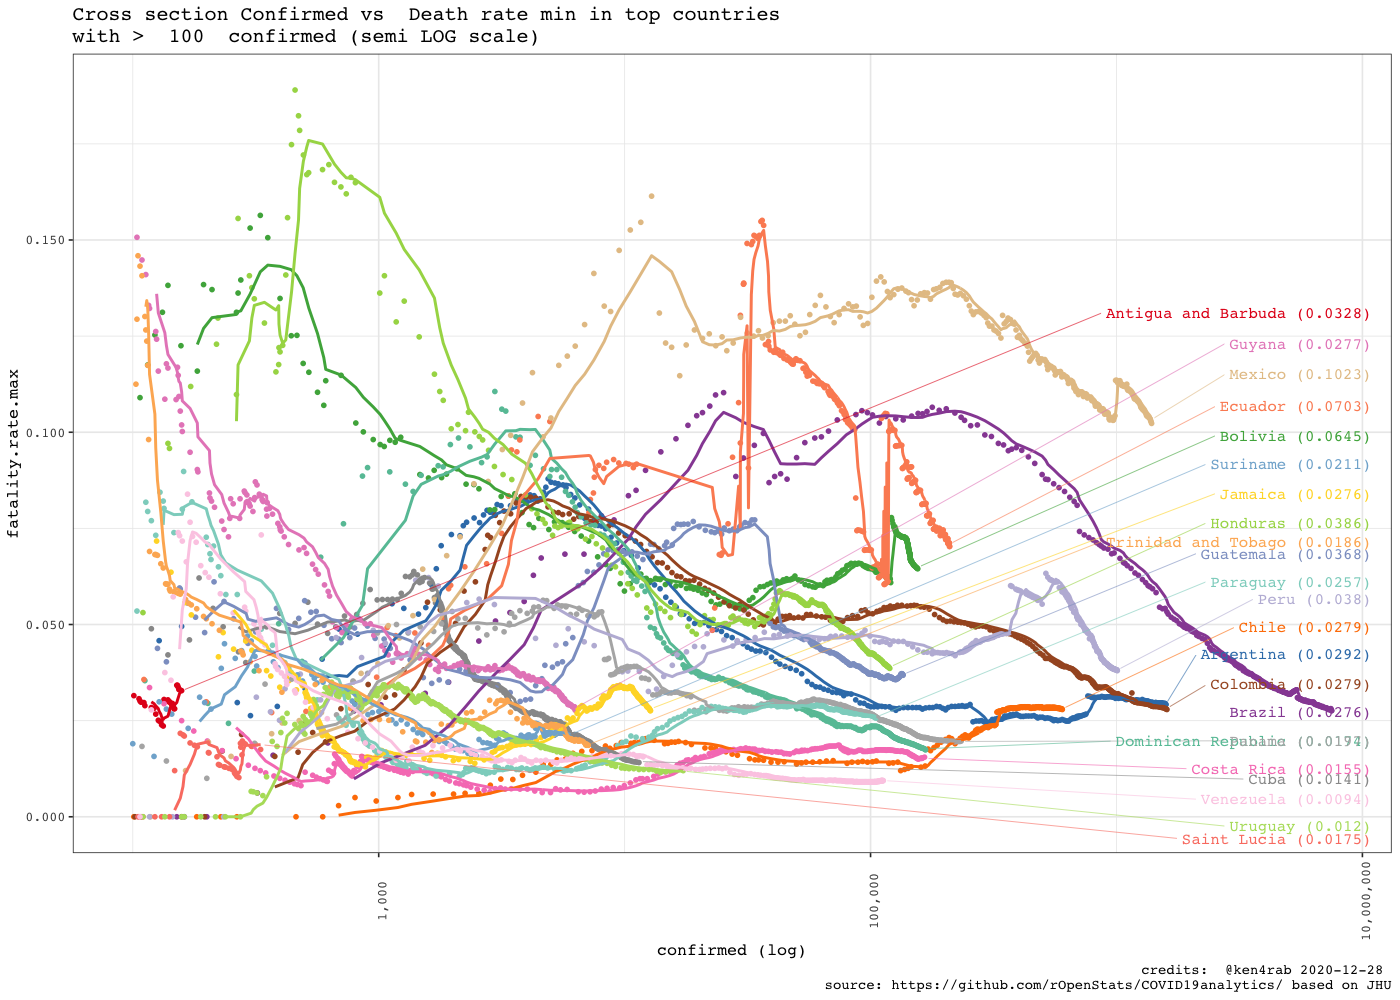 Cross section Confirmed vs  Death rate min in top countries
with >  100  confirmed (semi LOG scale)
fatality.rate.max
0.150
0.100
0.050
0.000
Antigua and Barbuda (0.0328)
Guyana (0.0277)
Mexico (0.1023)
Ecuador (0.0703)
Bolivia (0.0645)
Suriname (0.0211)
Jamaica (0.0276)
Honduras (0.0386)
Trinidad and Tobago (0.0186)
Guatemala (0.0368)
Paraguay (0.0257)
Peru (0.038)
Chile (0.0279)
Argentina (0.0292)
Colombia (0.0279)
Brazil (0.0276)
Dominican Republic
Costa Rica (0.0155)
Cuba (0.0141)
Venezuela (0.0094)
Uruguay (0.012)
Saint Lucia (0.0175)
1,000
100,000
10,000,000
confirmed (log)
credits:  @ken4rab 2020-12-28
source: https://github.com/rOpenStats/COVID19analytics/ based on JHU